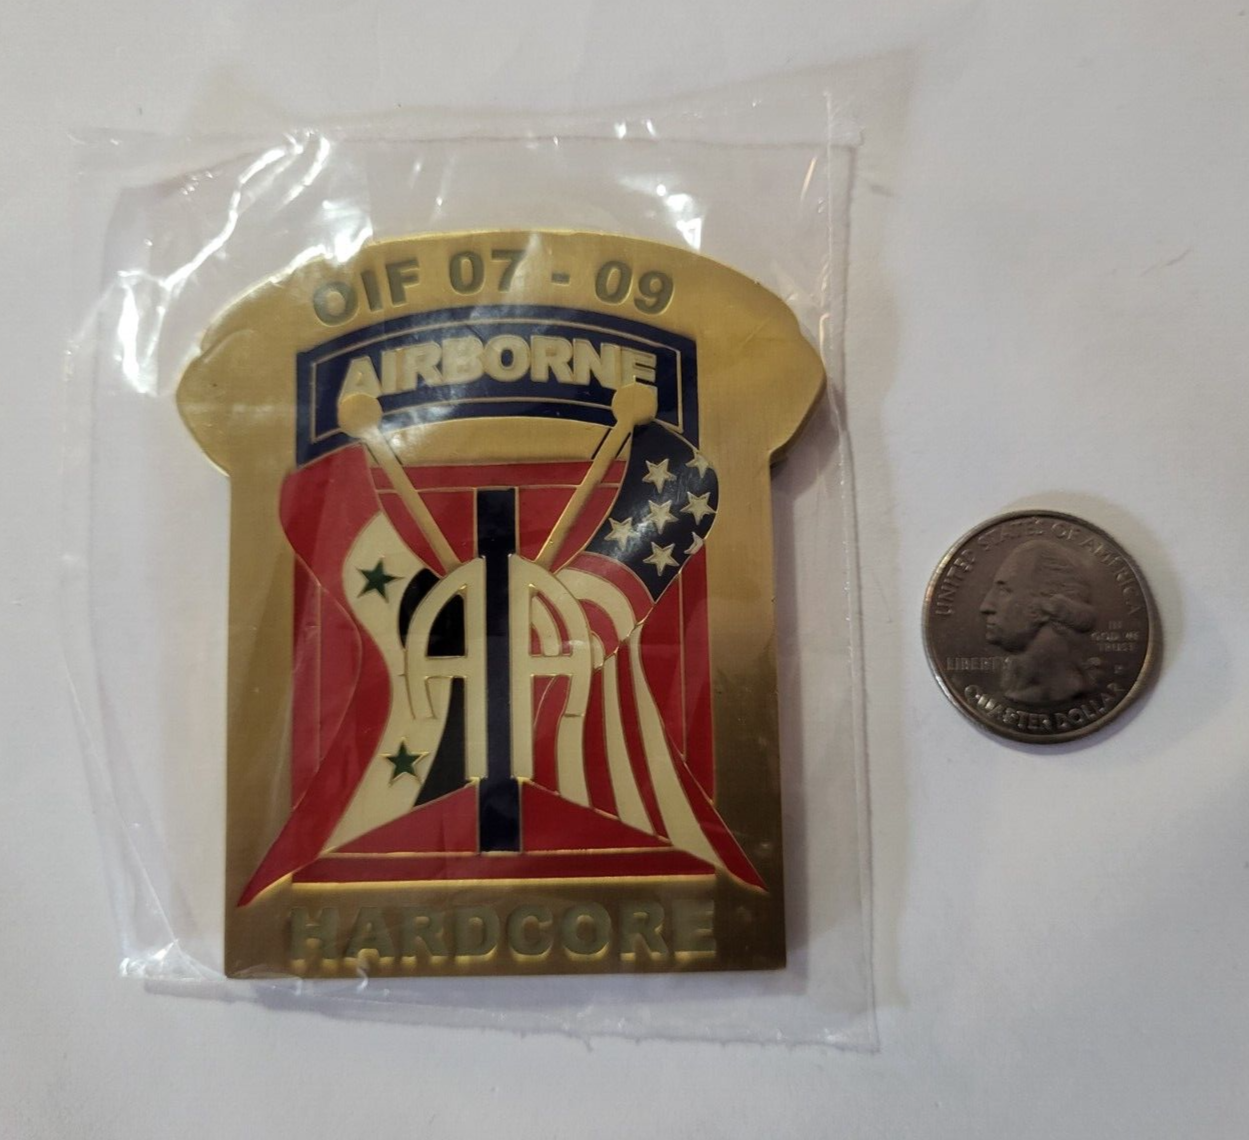 OIF 07 - 09
AIRBORNE
AA
HARDCORE
UNITED STATES OF AMERICA
LIBERTY
IN
GOD WE
TRUST
QUARTER DOLLAR